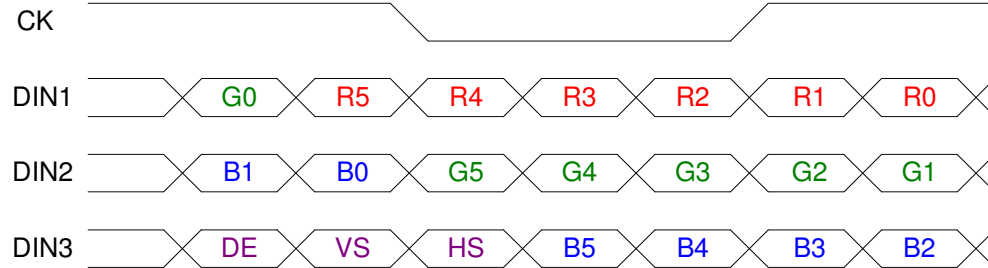 CK
DIN1 G0 R5 R4 R3 R2 R1 R0
DIN2 B1 B0 G5 G4 G3 G2 G1
DIN3 DE VS HS B5 B4 B3 B2